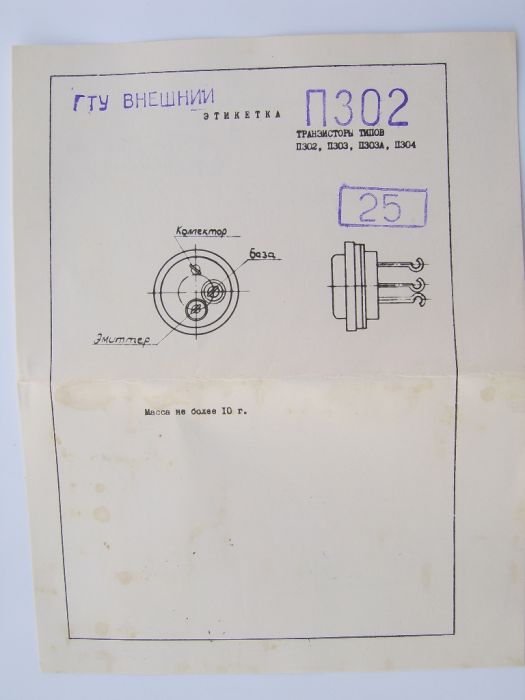 ГТУ ВНЕШНИЙ
ЭТИКЕТКА
П302
ТРАНЗИСТОРЫ ТИПОВ
П302, П303, П303А, П304
25
Коллектор
база
Эмиттер
Масса не более 10 г.